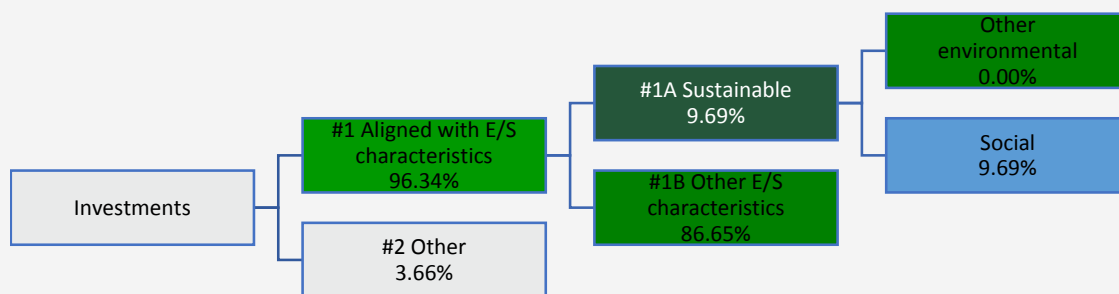 Investments
#1 Aligned with E/S
characteristics
96.34%
#2 Other
3.66%
#1A Sustainable
9.69%
#1B Other E/S
characteristics
86.65%
Other
environmental
0.00%
Social
9.69%